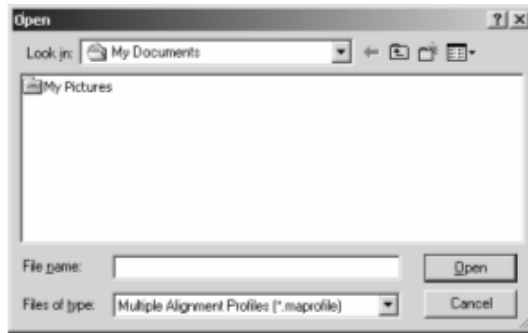 Open
Look in: My Documents
My Pictures
File name: Open
Files of type: Multiple Alignment Profiles (*.maprofile) Cancel